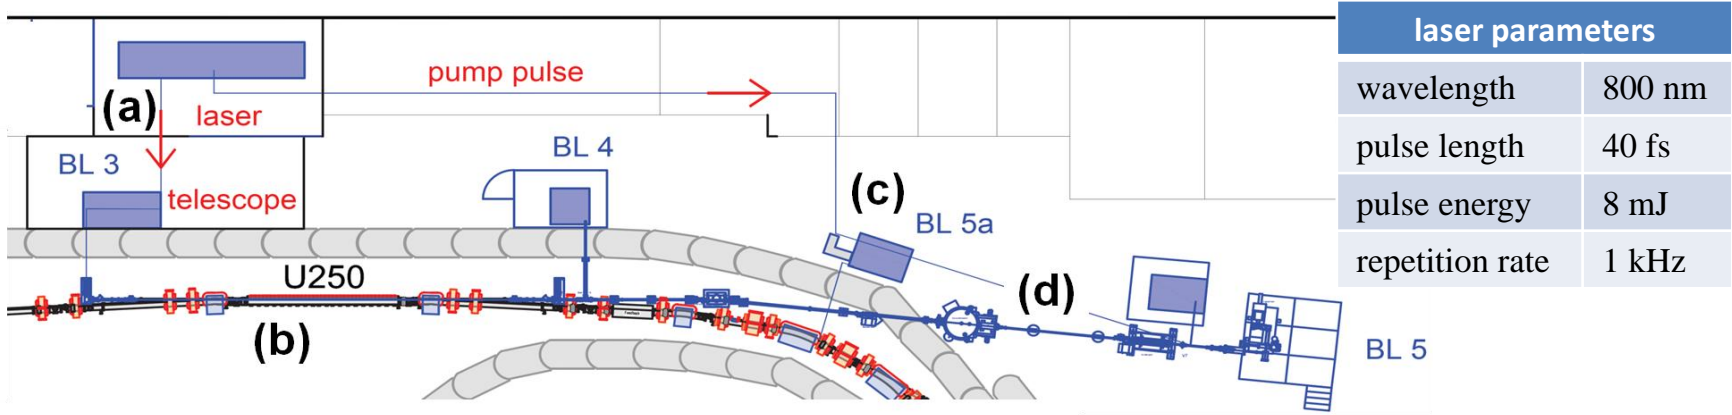 pump pulse
(a)
laser
BL 3
telescope
BL 4
(c)
BL 5a
U250
(b)
(d)
BL 5
laser parameters
wavelength 800 nm
pulse length 40 fs
pulse energy 8 mJ
repetition rate 1 kHz